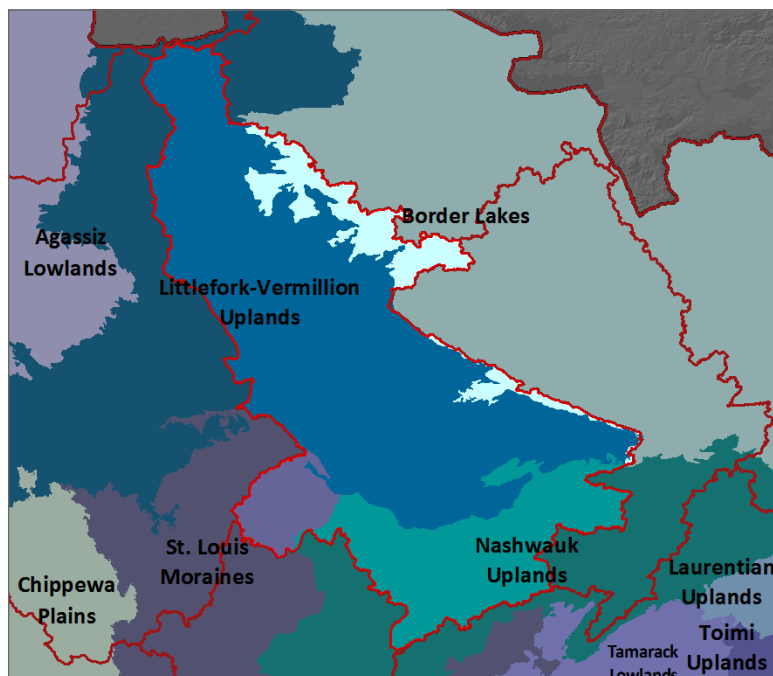 Border Lakes
Agassiz
Lowlands
Littlefork-Vermillion
Uplands
St. Louis
Moraines
Nashwauk
Uplands
Chippewa
Plains
Laurentian
Uplands
Toimi
Uplands
Tamarack
Lowlands